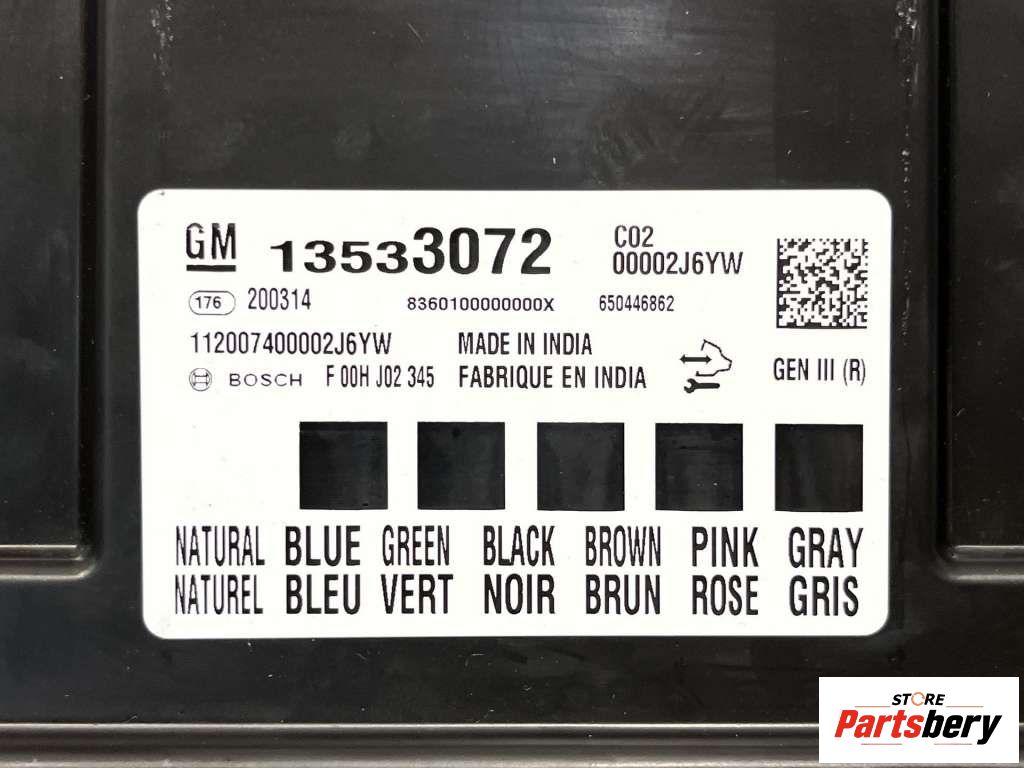 GM 13533072 C02
00002J6YW
176 200314 8360100000000X 650446862
112007400002J6YW MADE IN INDIA
BOSCH F 00H J02 345 FABRIQUE EN INDIA GEN III (R)
NATURAL BLUE GREEN BLACK BROWN PINK GRAY
NATUREL BLEU VERT NOIR BRUN ROSE GRIS
STORE
Partsbery